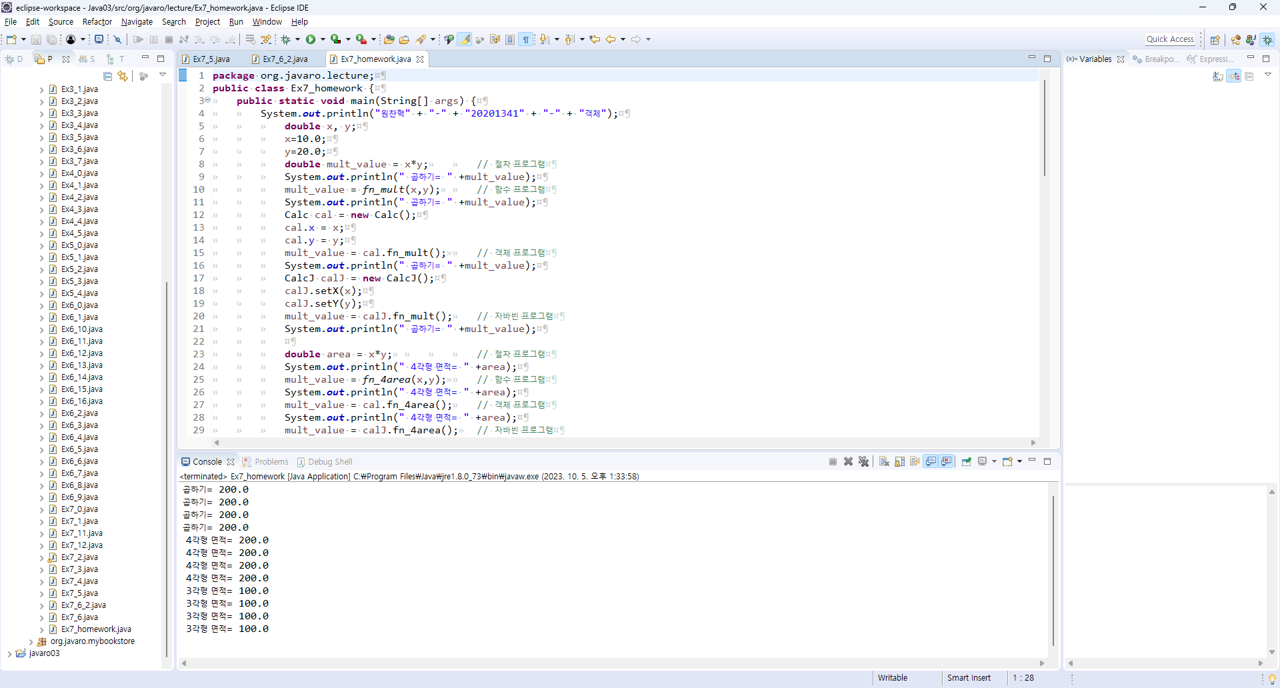 eclipse-workspace - Java03/src/org/javaro/lecture/Ex7_homework.java - Eclipse IDE
File Edit Source Refactor Navigate Search Project Run Window Help
Quick Access
D P S T
Ex3_1.java
Ex3_2.java
Ex3_3.java
Ex3_4.java
Ex3_5.java
Ex3_6.java
Ex3_7.java
Ex4_0.java
Ex4_1.java
Ex4_2.java
Ex4_3.java
Ex4_4.java
Ex4_5.java
Ex5_0.java
Ex5_1.java
Ex5_2.java
Ex5_3.java
Ex5_4.java
Ex6_0.java
Ex6_1.java
Ex6_10.java
Ex6_11.java
Ex6_12.java
Ex6_13.java
Ex6_14.java
Ex6_15.java
Ex6_16.java
Ex6_2.java
Ex6_3.java
Ex6_4.java
Ex6_5.java
Ex6_6.java
Ex6_7.java
Ex6_8.java
Ex6_9.java
Ex7_0.java
Ex7_1.java
Ex7_11.java
Ex7_12.java
Ex7_2.java
Ex7_3.java
Ex7_4.java
Ex7_5.java
Ex7_6_2.java
Ex7_6.java
Ex7_homework.java
org.javaro.mybookstore
javaro03
Ex7_5.java Ex7_6_2.java Ex7_homework.java
1 package org.javaro.lecture;
2 public class Ex7_homework {
3 public static void main(String[] args) {
4 System.out.println("원찬혁" + "-" + "20201341" + "-" + "객체");
5 double x, y;
6 x=10.0;
7 y=20.0;
8 double mult_value = x*y; // 절차 프로그램
9 System.out.println(" 곱하기= " +mult_value);
10 mult_value = fn_mult(x,y); // 함수 프로그램
11 System.out.println(" 곱하기= " +mult_value);
12 Calc cal = new Calc();
13 cal.x = x;
14 cal.y = y;
15 mult_value = cal.fn_mult(); // 객체 프로그램
16 System.out.println(" 곱하기= " +mult_value);
17 CalcJ calJ = new CalcJ();
18 calJ.setX(x);
19 calJ.setY(y);
20 mult_value = calJ.fn_mult(); // 자바빈 프로그램
21 System.out.println(" 곱하기= " +mult_value);
22
23 double area = x*y; // 절차 프로그램
24 System.out.println(" 4각형 면적= " +area);
25 mult_value = fn_4area(x,y); // 함수 프로그램
26 System.out.println(" 4각형 면적= " +area);
27 mult_value = cal.fn_4area(); // 객체 프로그램
28 System.out.println(" 4각형 면적= " +area);
29 mult_value = calJ.fn_4area(); // 자바빈 프로그램
(x)= Variables Breakpo... Expressi...
Console Problems Debug Shell
<terminated> Ex7_homework [Java Application] C:₩Program Files₩Java₩jre1.8.0_73₩bin₩javaw.exe (2023. 10. 5. 오후 1:33:58)
곱하기= 200.0
곱하기= 200.0
곱하기= 200.0
곱하기= 200.0
4각형 면적= 200.0
4각형 면적= 200.0
4각형 면적= 200.0
4각형 면적= 200.0
3각형 면적= 100.0
3각형 면적= 100.0
3각형 면적= 100.0
3각형 면적= 100.0
Writable Smart Insert 1 : 28